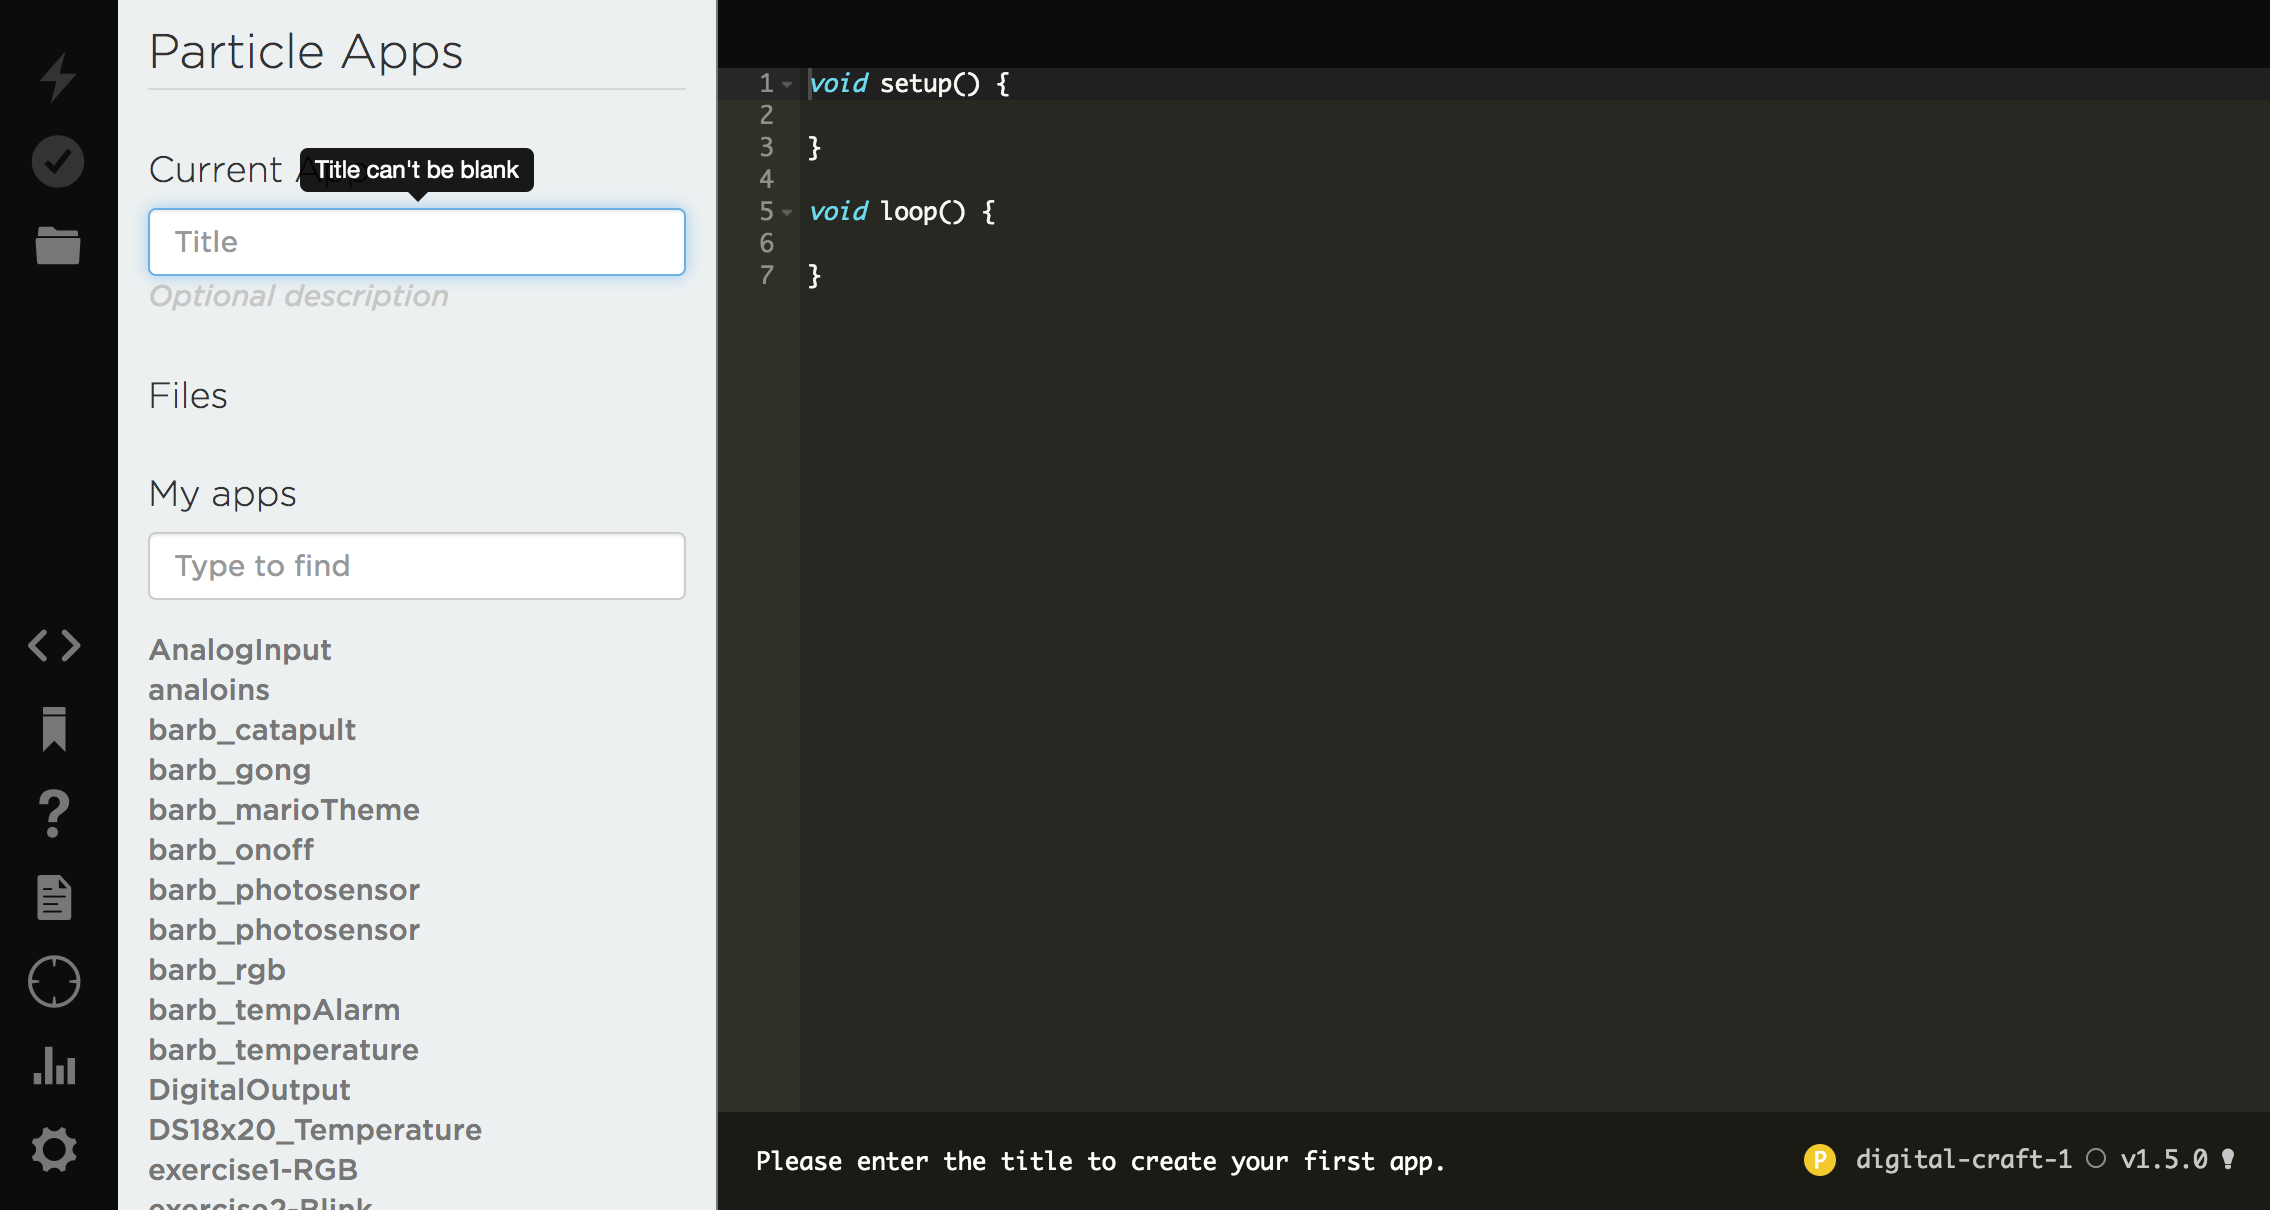 Particle Apps
Current App
Title can't be blank
Title
Optional description
Files
My apps
Type to find
AnalogInput
analoins
barb_catapult
barb_gong
barb_marioTheme
barb_onoff
barb_photosensor
barb_photosensor
barb_rgb
barb_tempAlarm
barb_temperature
DigitalOutput
DS18x20_Temperature
exercise1-RGB
exercise2-Blink
1 void setup() {
2
3 }
4
5 void loop() {
6
7 }
Please enter the title to create your first app.
P digital-craft-1 v1.5.0